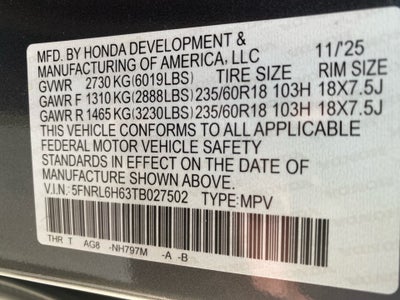 MFD. BY HONDA DEVELOPMENT &
MANUFACTURING OF AMERICA, LLC 11/25
GVWR 2730 KG(6019LBS) TIRE SIZE RIM SIZE
GAWR F 1310 KG(2888LBS) 235/60R18 103H 18X7.5J
GAWR R 1465 KG(3230LBS) 235/60R18 103H 18X7.5J
THIS VEHICLE CONFORMS TO ALL APPLICABLE
FEDERAL MOTOR VEHICLE SAFETY
STANDARDS IN EFFECT ON THE DATE OF
MANUFACTURE SHOWN ABOVE.
V.I.N.: 5FNRL6H63TB027502 TYPE: MPV
THR T AG8 -NH797M -A -B